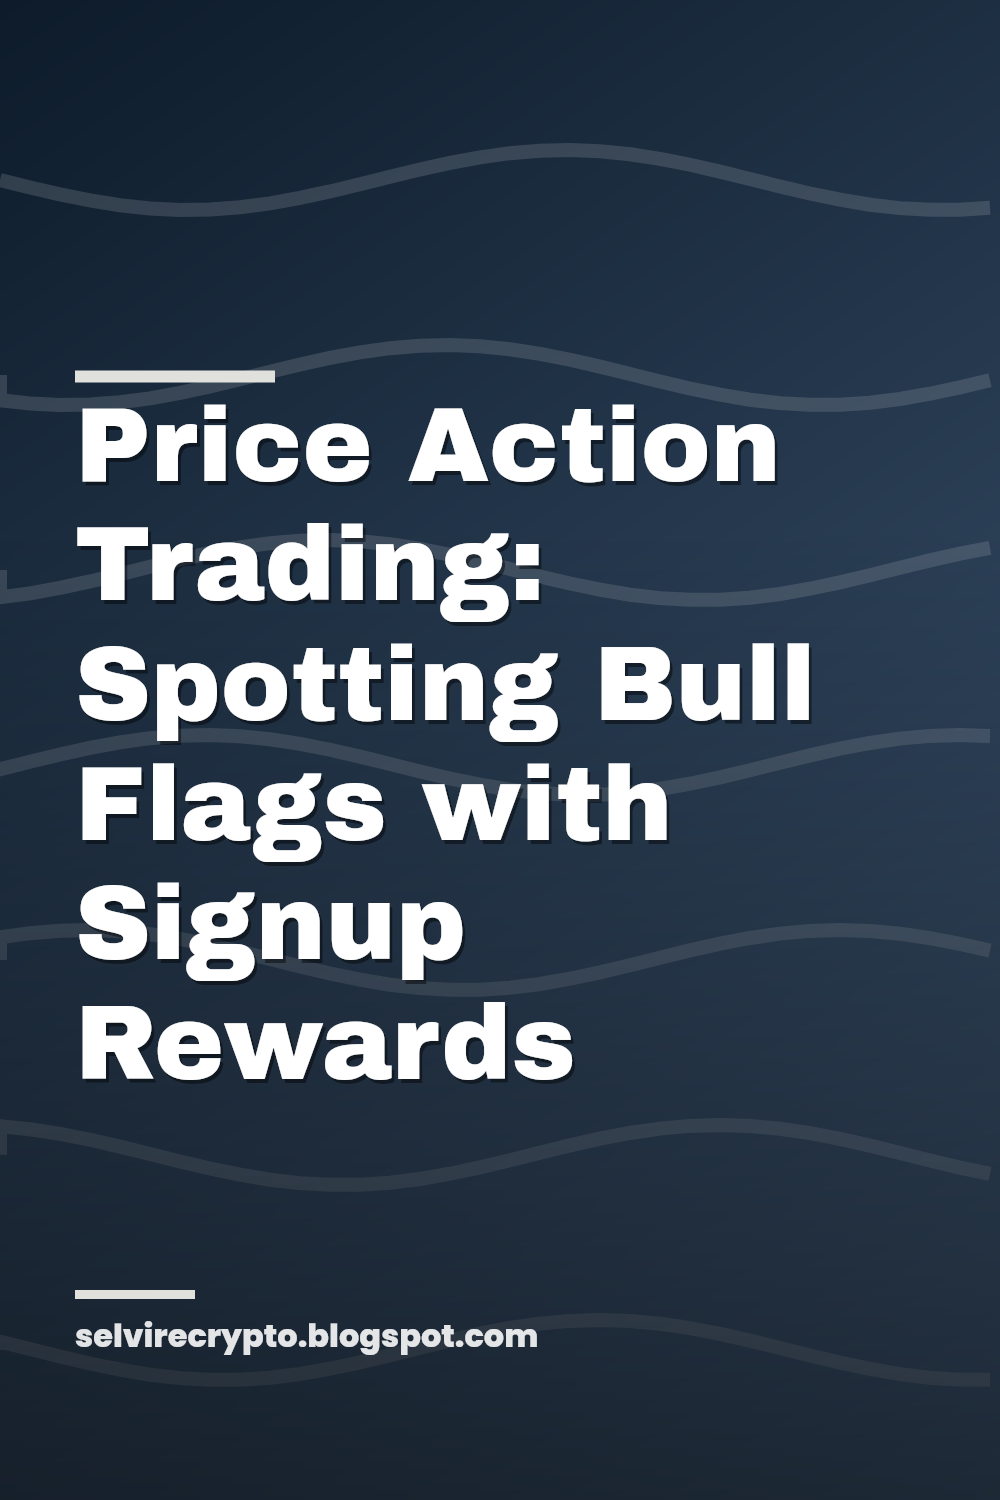 Price Action
Trading:
Spotting Bull
Flags with
Signup
Rewards
selvirecrypto.blogspot.com